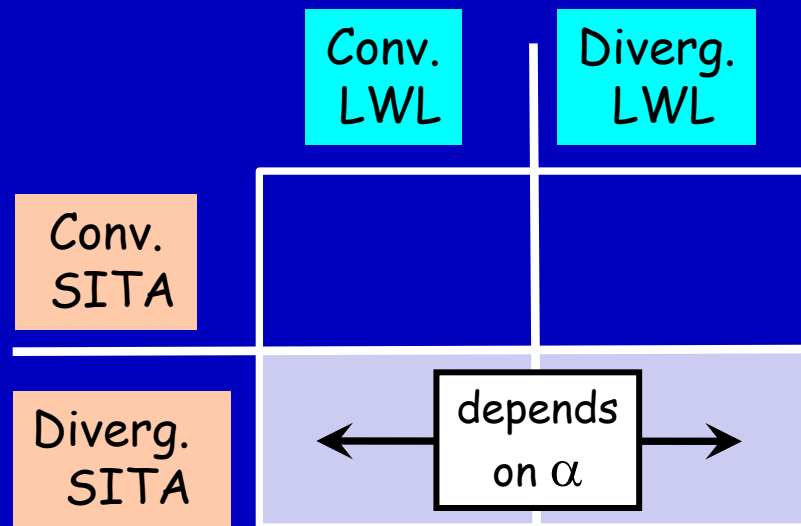 Conv.
LWL
Diverg.
LWL
Conv.
SITA
Diverg.
SITA
depends
on α